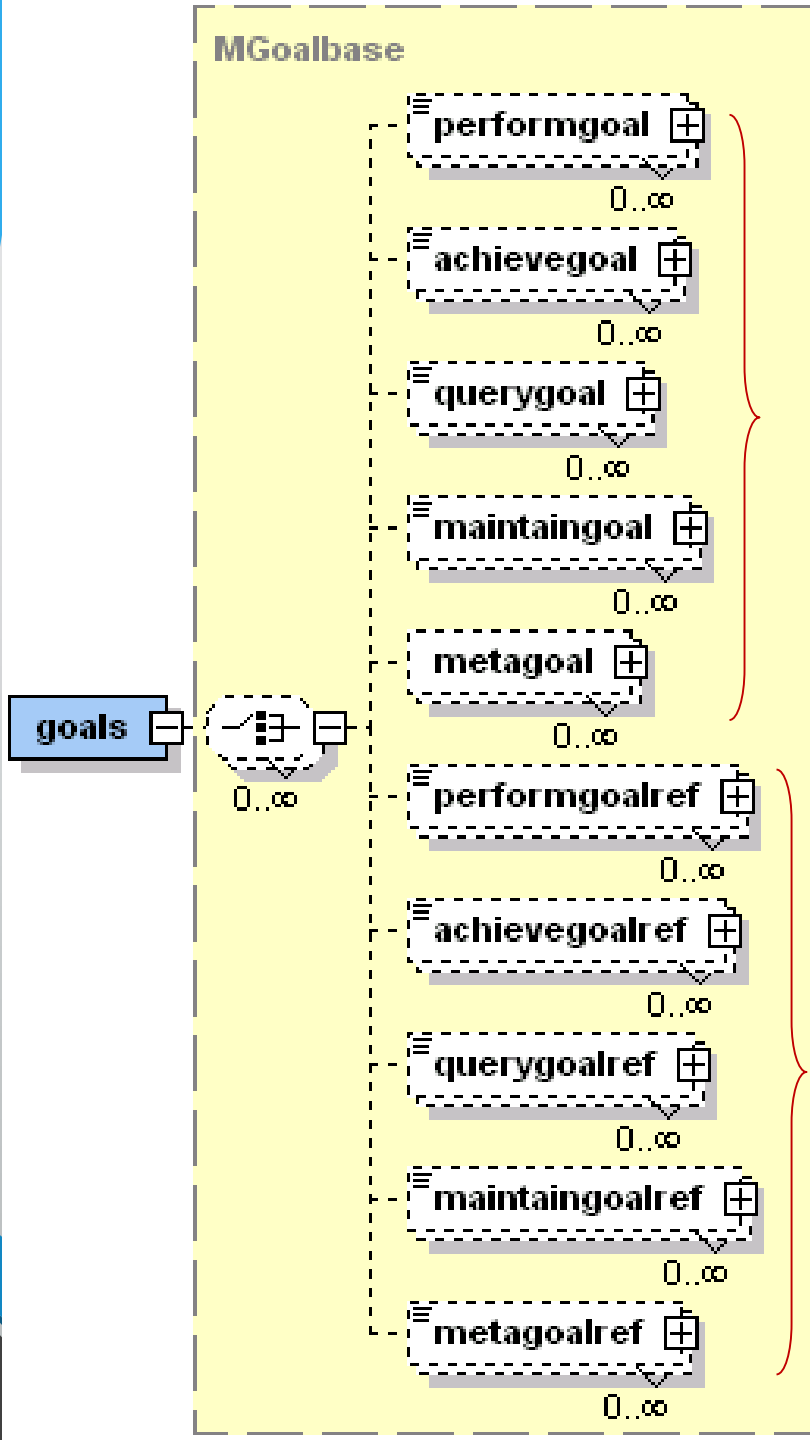 MGoalbase
performgoal
0..∞
achievegoal
0..∞
querygoal
0..∞
maintaingoal
0..∞
metagoal
0..∞
goals
0..∞
performgoalref
0..∞
achievegoalref
0..∞
querygoalref
0..∞
maintaingoalref
0..∞
metagoalref
0..∞